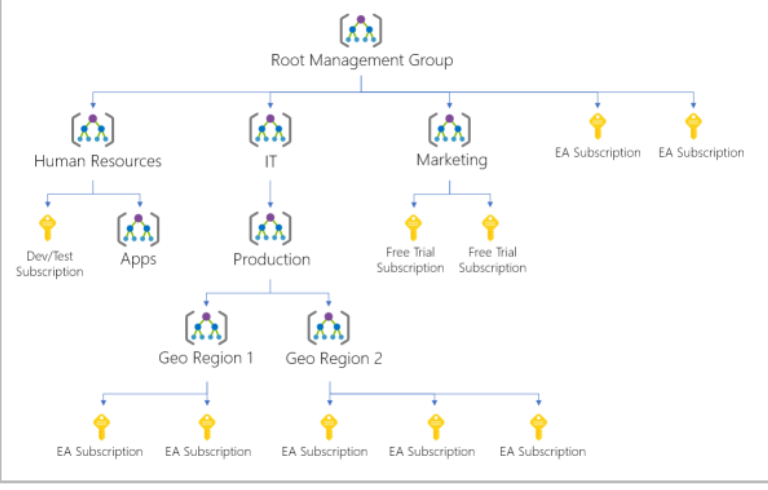 Root Management Group
Human Resources
IT
Marketing
EA Subscription
EA Subscription
Dev/Test
Subscription
Apps
Production
Free Trial
Subscription
Free Trial
Subscription
Geo Region 1
Geo Region 2
EA Subscription
EA Subscription
EA Subscription
EA Subscription
EA Subscription